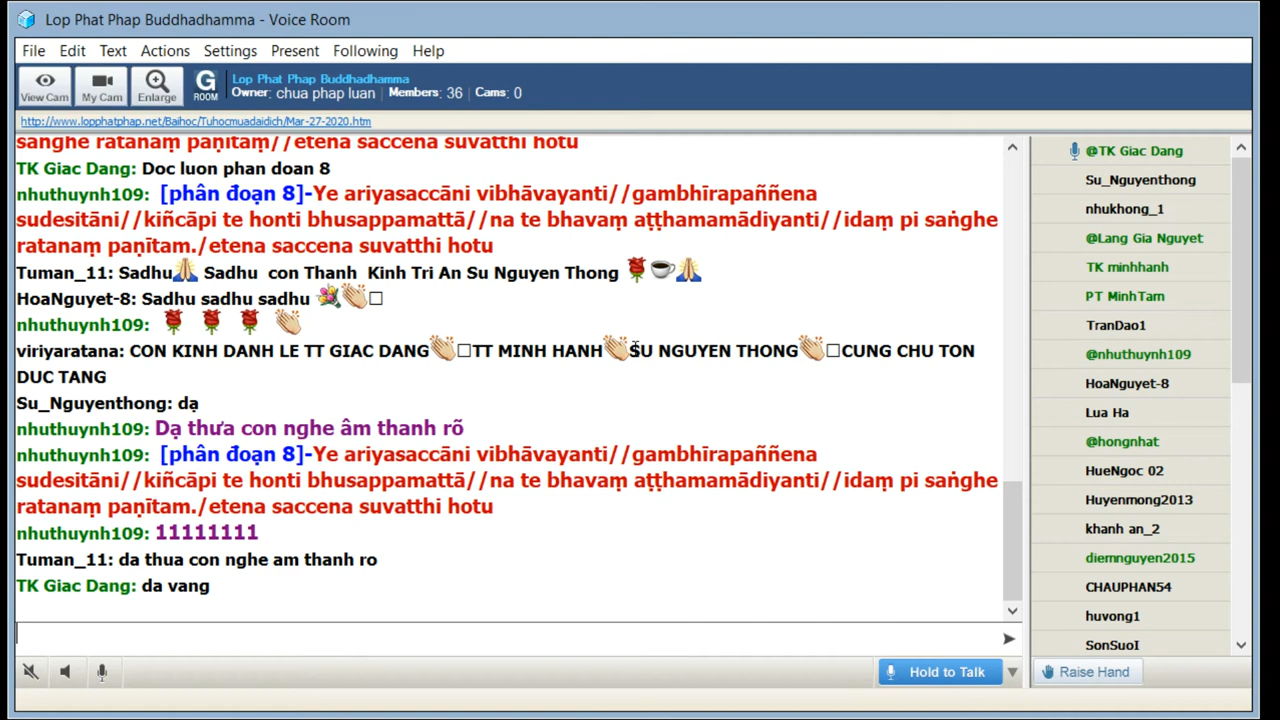 Lop Phat Phap Buddhadhamma - Voice Room
File Edit Text Actions Settings Present Following Help
View Cam My Cam Enlarge G ROOM Lop Phat Phap Buddhadhamma
Owner: chua phap luan Members: 36 Cams: 0
http://www.lopphatphap.net/Baihoc/Tuhocmuadaidich/Mar-27-2020.htm
saṅghe ratanaṃ paṇītaṃ//etena saccena suvatthi hotu
TK Giac Dang: Doc luon phan doan 8
nhuthuynh109: [phân đoạn 8]-Ye ariyasaccāni vibhāvayanti//gambhīrapaññena
sudesitāni//kiñcāpi te honti bhusappamattā//na te bhavaṃ aṭṭhamamādiyanti//idaṃ pi saṅghe
ratanaṃ paṇītam./etena saccena suvatthi hotu
Tuman_11: Sadhu🙏 Sadhu con Thanh Kinh Tri An Su Nguyen Thong 🌹☕🙏
HoaNguyet-8: Sadhu sadhu sadhu 💐👏□
nhuthuynh109: 🌹 🌹 🌹 👏
viriyaratana: CON KINH DANH LE TT GIAC DANG👏□TT MINH HANH👏SU NGUYEN THONG👏□CUNG CHU TON
DUC TANG
Su_Nguyenthong: dạ
nhuthuynh109: Dạ thưa con nghe âm thanh rõ
nhuthuynh109: [phân đoạn 8]-Ye ariyasaccāni vibhāvayanti//gambhīrapaññena
sudesitāni//kiñcāpi te honti bhusappamattā//na te bhavaṃ aṭṭhamamādiyanti//idaṃ pi saṅghe
ratanaṃ paṇītam./etena saccena suvatthi hotu
nhuthuynh109: 11111111
Tuman_11: da thua con nghe am thanh ro
TK Giac Dang: da vang
Hold to Talk
@TK Giac Dang
Su_Nguyenthong
nhukhong_1
@Lang Gia Nguyet
TK minhhanh
PT MinhTam
TranDao1
@nhuthuynh109
HoaNguyet-8
Lua Ha
@hongnhat
HueNgoc 02
Huyenmong2013
khanh an_2
diemnguyen2015
CHAUPHAN54
huvong1
SonSuoI
Raise Hand